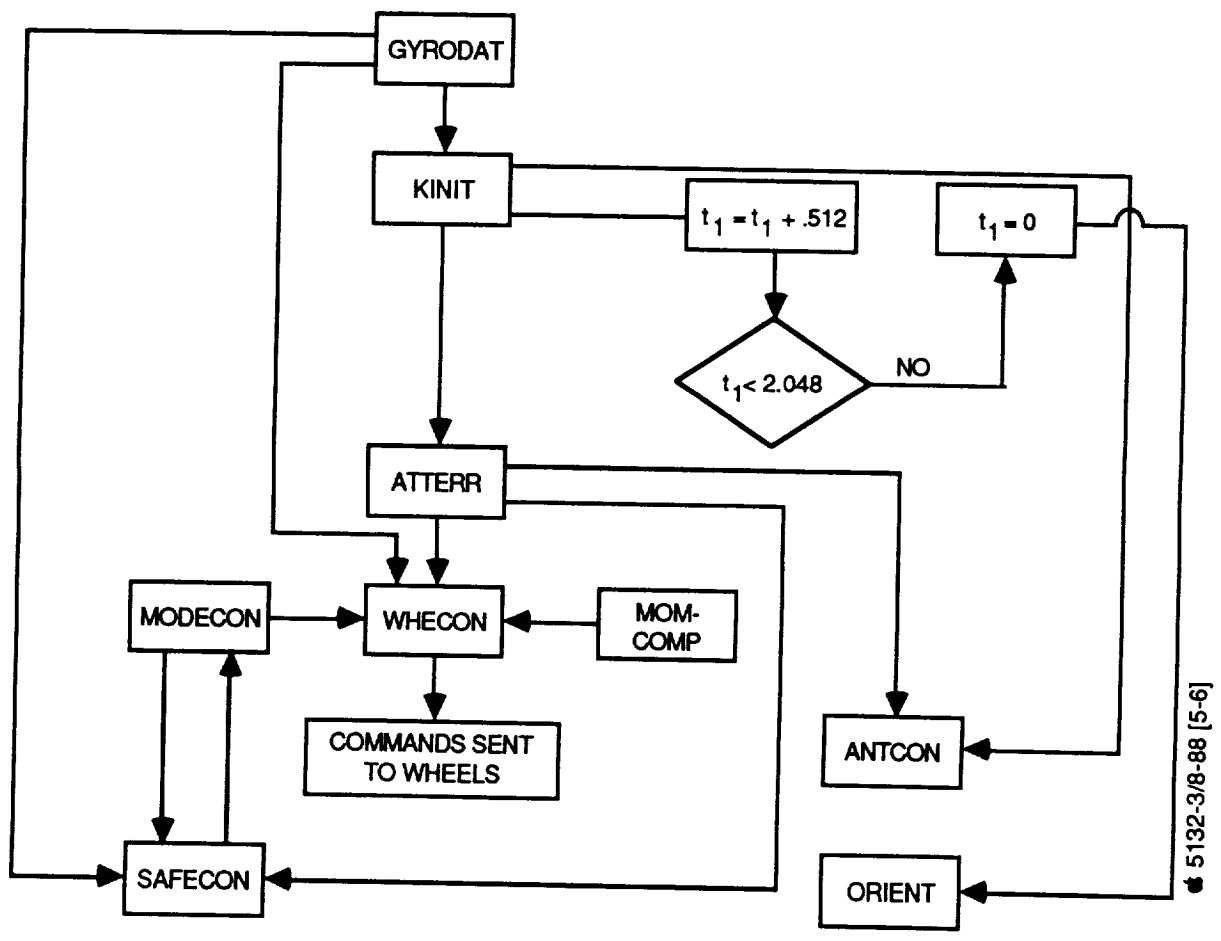 GYRODAT
KINIT
t1 = t1 + .512
t1 = 0
t1 < 2.048
NO
ATTERR
MODECON
WHECON
MOM-
COMP
COMMANDS SENT
TO WHEELS
ANTCON
SAFECON
ORIENT
5132-3/8-88 [5-6]